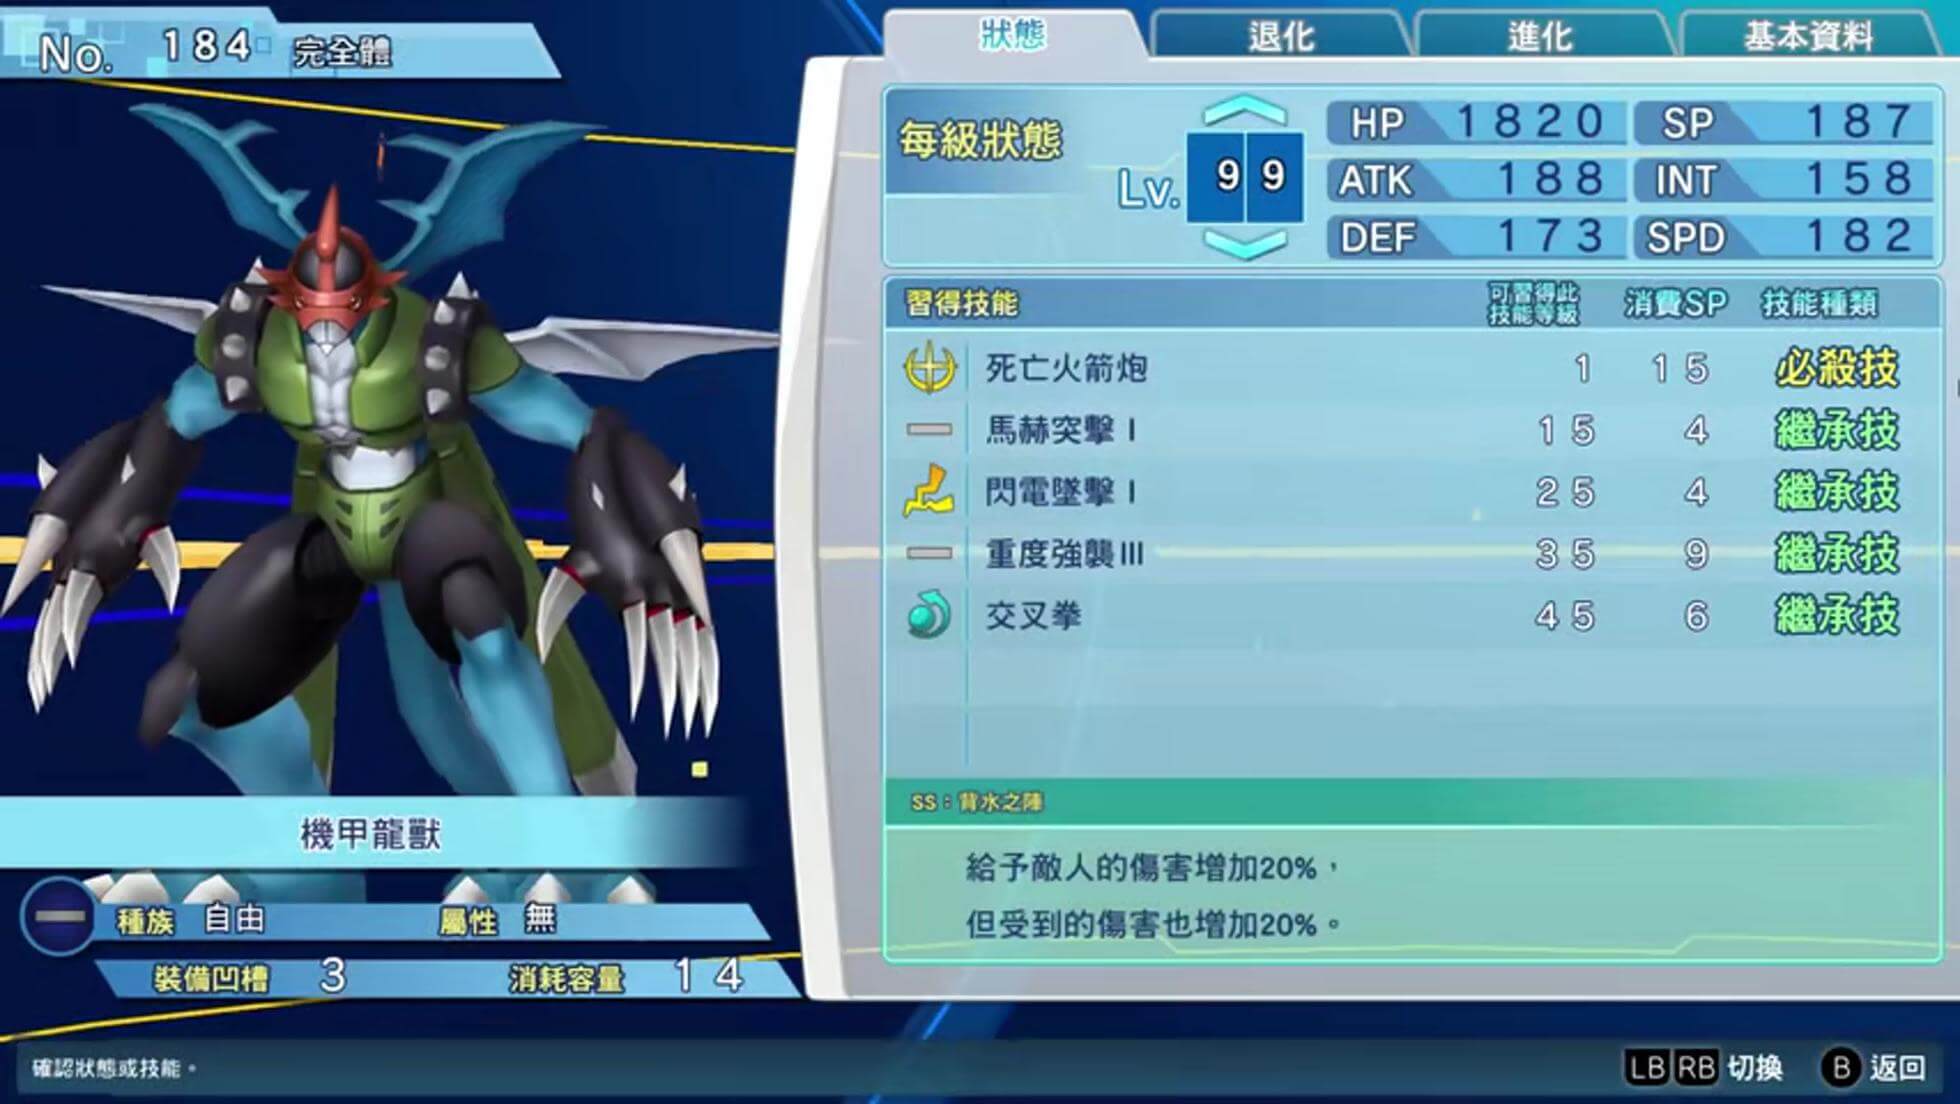 No. 184 完全體
狀態 退化 進化 基本資料
每級狀態
Lv. 99
HP 1820 SP 187
ATK 188 INT 158
DEF 173 SPD 182
習得技能 可習得此技能等級 消費SP 技能種類
死亡火箭炮 1 15 必殺技
馬赫突擊 I 15 4 繼承技
閃電墜擊 I 25 4 繼承技
重度強襲III 35 9 繼承技
交叉拳 45 6 繼承技
SS：背水之陣
給予敵人的傷害增加20%，
但受到的傷害也增加20%。
機甲龍獸
種族 自由 屬性 無
裝備凹槽 3 消耗容量 14
確認狀態或技能。
LB RB 切換 B 返回